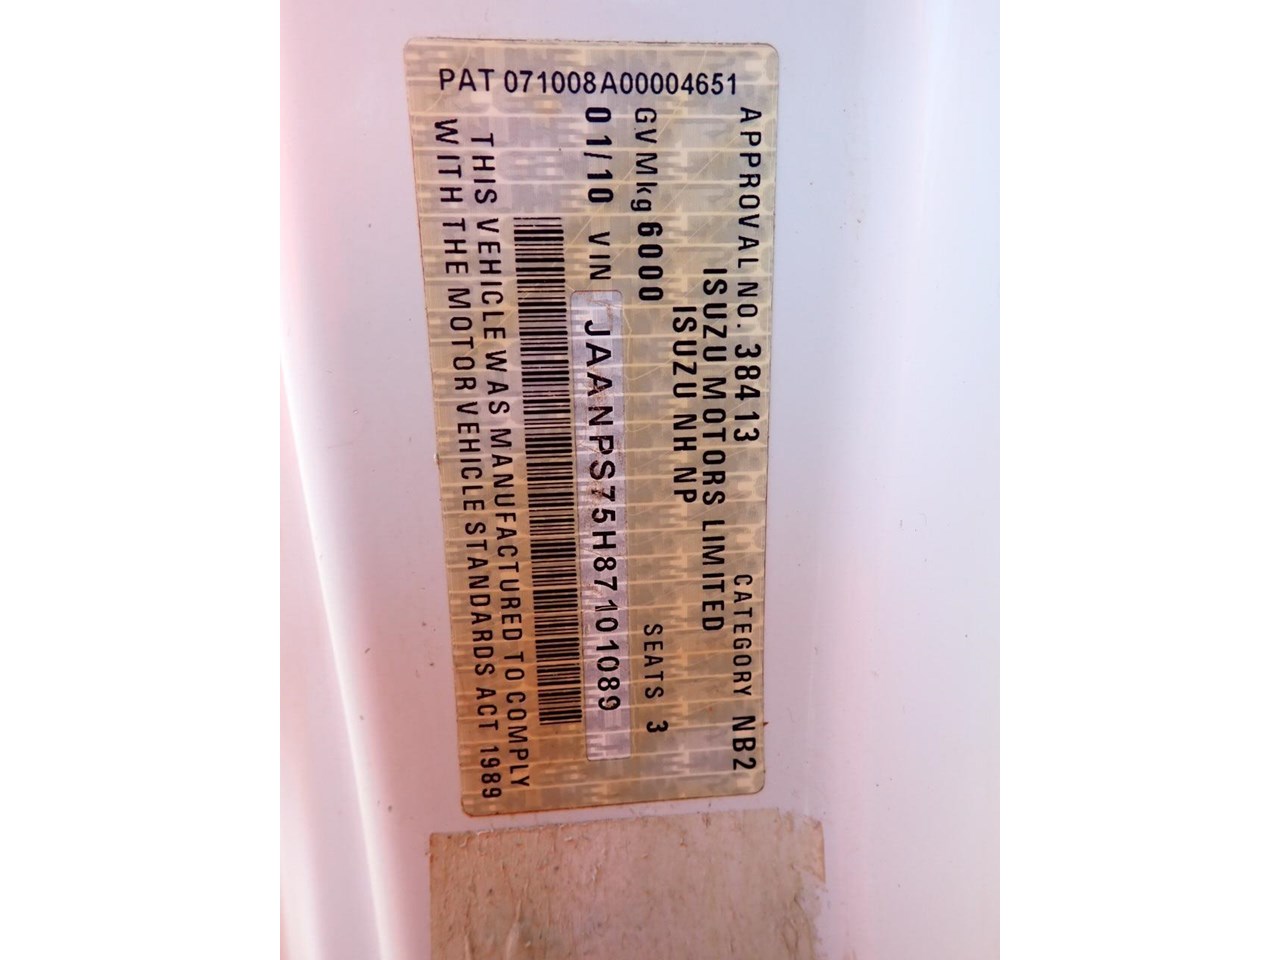 PAT 071008A00004651
APPROVAL NO. 38413 CATEGORY NB2
ISUZU MOTORS LIMITED
ISUZU NH NP
GVMkg 6000 SEATS 3
01/10 VIN JAANPS75H87101089
THIS VEHICLE WAS MANUFACTURED TO COMPLY
WITH THE MOTOR VEHICLE STANDARDS ACT 1989